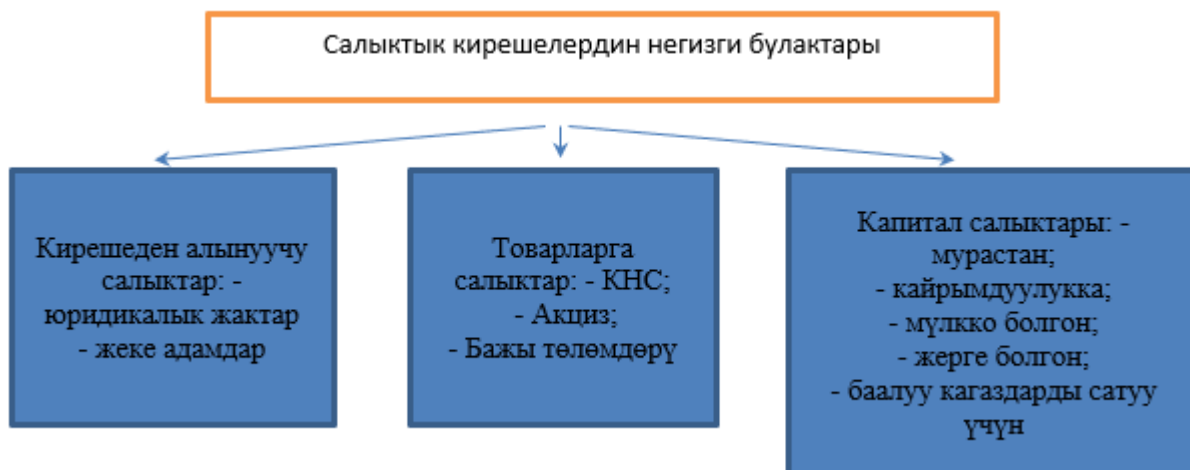 Салыктык кирешелердин негизги булактары
Кирешеден алынуучу
салыктар: -
юридикалык жактар
- жеке адамдар
Товарларга
салыктар: - КНС;
- Акциз;
- Бажы төлөмдөрү
Капитал салыктары: -
мурастан;
- кайрымдуулукка;
- мүлкко болгон;
- жерге болгон;
- баалуу кагаздарды сатуу
үчүн